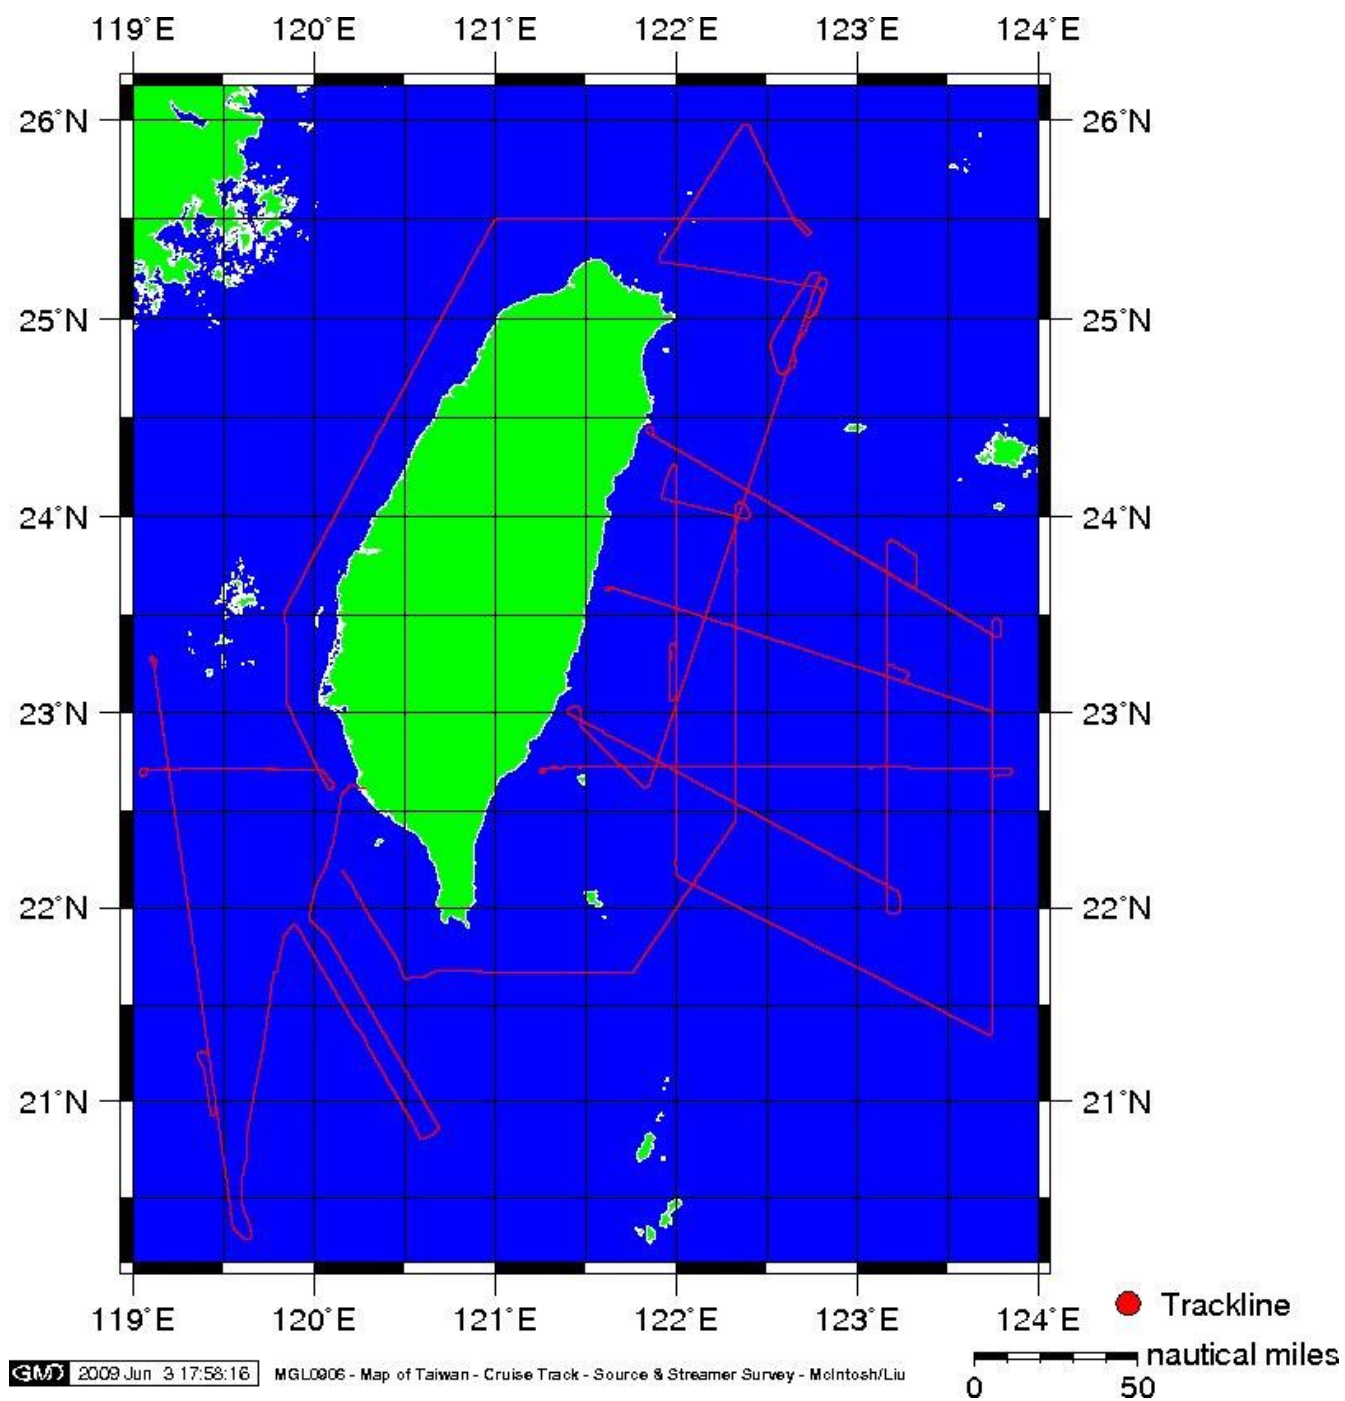 119°E 120°E 121°E 122°E 123°E 124°E
26°N 26°N
25°N 25°N
24°N 24°N
23°N 23°N
22°N 22°N
21°N 21°N
119°E 120°E 121°E 122°E 123°E 124°E
Trackline
nautical miles
0 50
GMD 2009 Jun 3 17:58:16 MGL0906 - Map of Taiwan - Cruise Track - Source & Streamer Survey - McIntosh/Liu